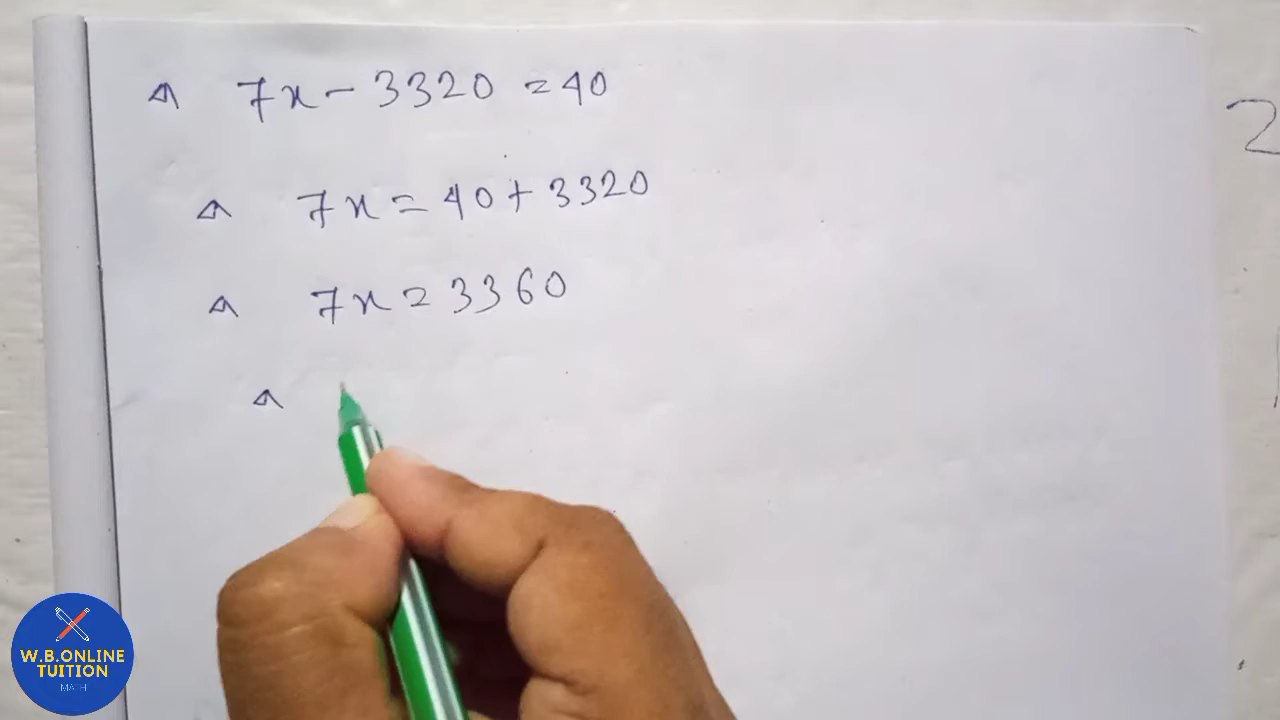 বা 7x - 3320 = 40
বা 7x = 40 + 3320
বা 7x = 3360
বা
W.B.ONLINE
TUITION
MATH